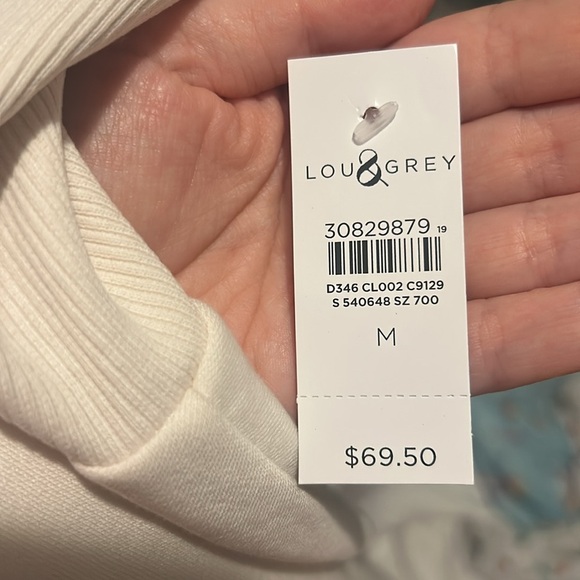 LOU & GREY
30829879 19
D346 CL002 C9129
S 540648 SZ 700
M
$69.50